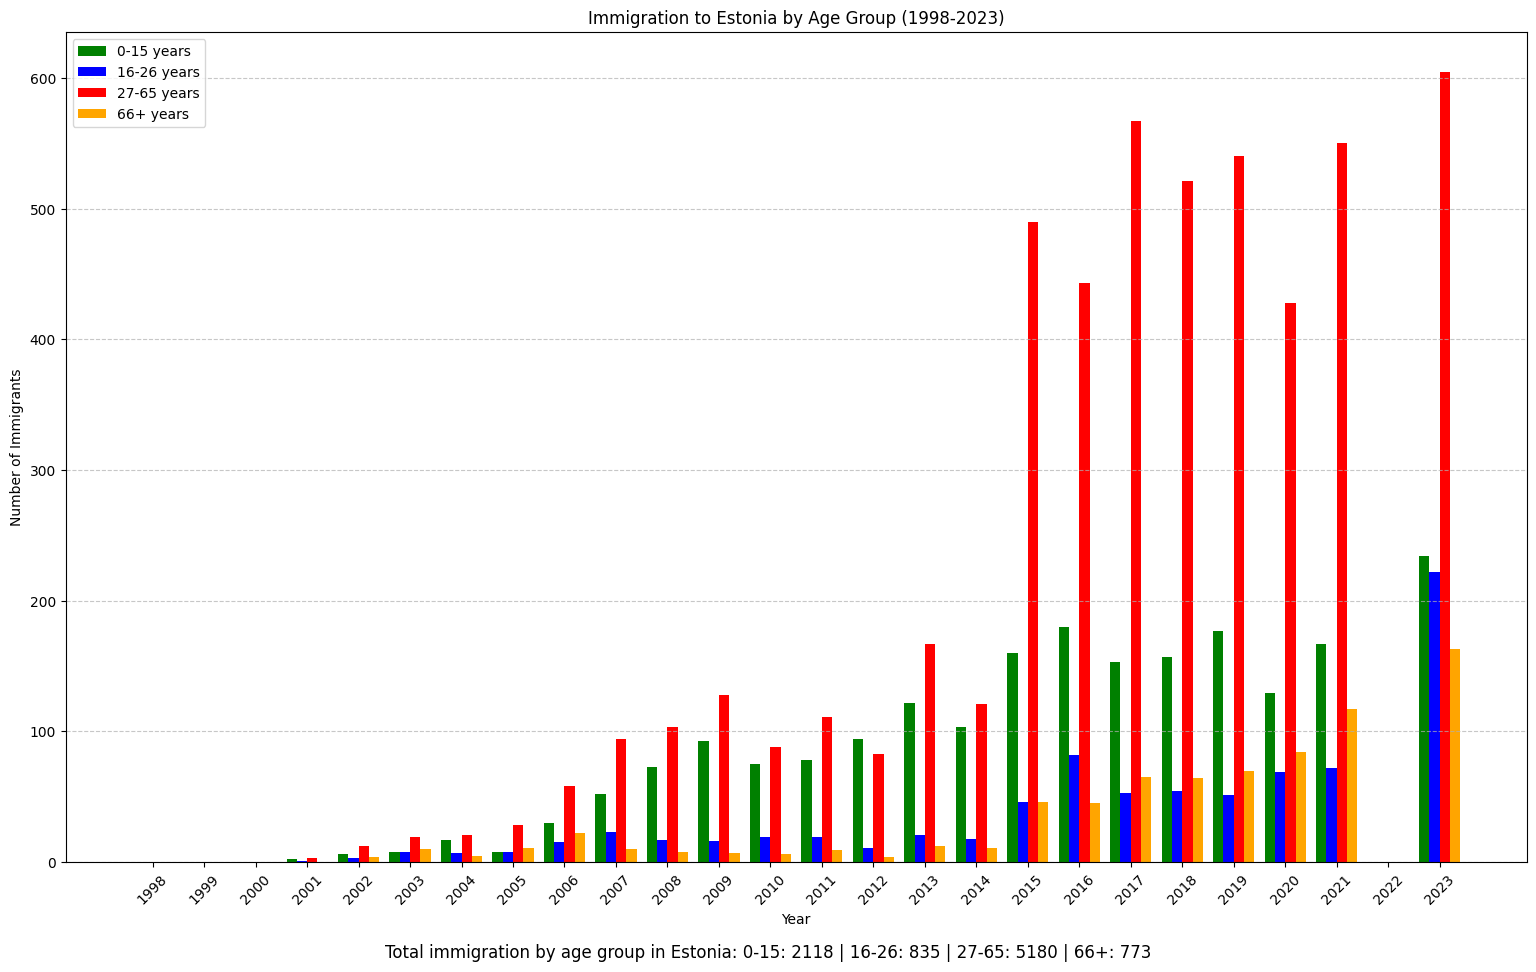 Immigration to Estonia by Age Group (1998-2023)
0-15 years
16-26 years
27-65 years
66+ years
Number of Immigrants
600
500
400
300
200
100
0
1998 1999 2000 2001 2002 2003 2004 2005 2006 2007 2008 2009 2010 2011 2012 2013 2014 2015 2016 2017 2018 2019 2020 2021 2022 2023
Year
Total immigration by age group in Estonia: 0-15: 2118 | 16-26: 835 | 27-65: 5180 | 66+: 773